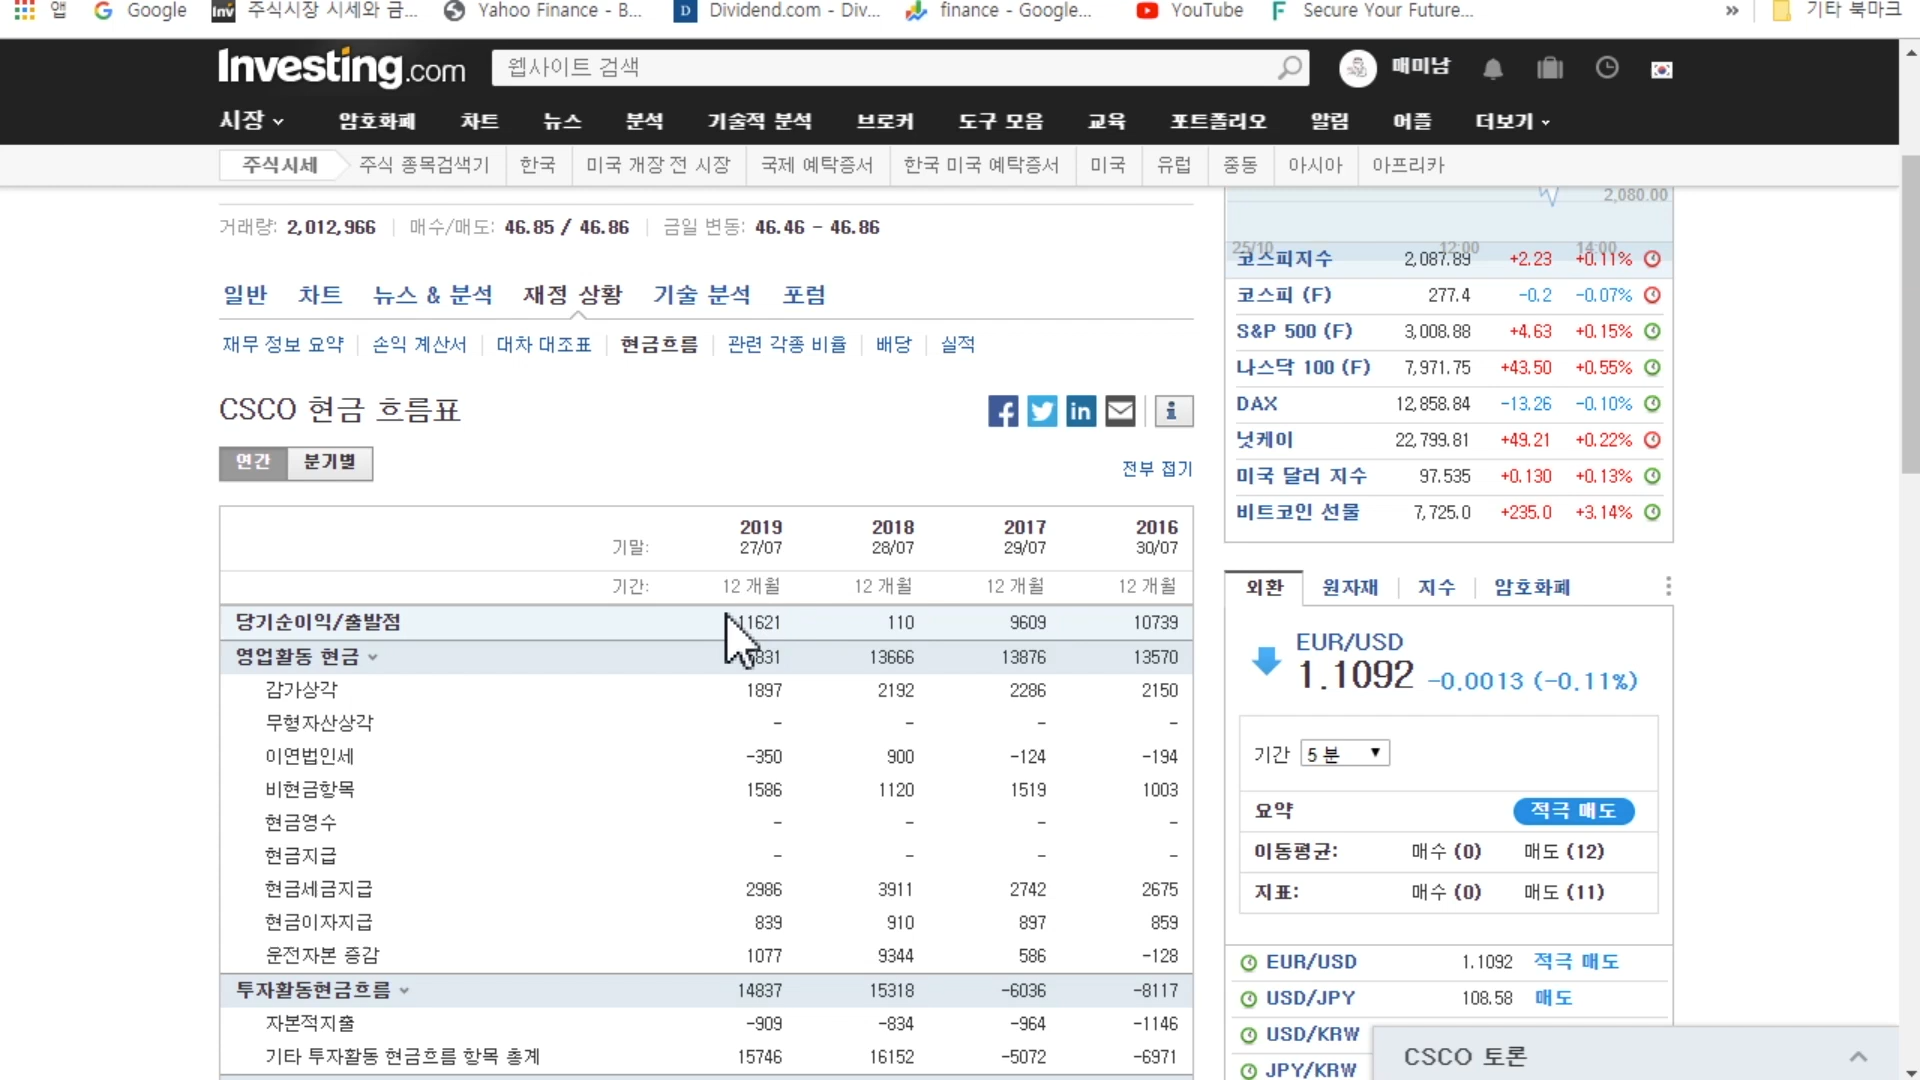 앱 Google 주식시장 시세와 금... Yahoo Finance - B... Dividend.com - Div... finance - Google... YouTube Secure Your Future... » 기타 북마크
Investing.com 웹사이트 검색 매미남
시장 암호화폐 차트 뉴스 분석 기술적 분석 브로커 도구 모음 교육 포트폴리오 알림 어플 더보기
주식시세 주식 종목검색기 한국 미국 개장 전 시장 국제 예탁증서 한국 미국 예탁증서 미국 유럽 중동 아시아 아프리카
거래량: 2,012,966 매수/매도: 46.85 / 46.86 금일 변동: 46.46 - 46.86
일반 차트 뉴스 & 분석 재정 상황 기술 분석 포럼
재무 정보 요약 손익 계산서 대차 대조표 현금흐름 관련 각종 비율 배당 실적
CSCO 현금 흐름표
연간 분기별
전부 접기
2019 2018 2017 2016
기말: 27/07 28/07 29/07 30/07
기간: 12 개월 12 개월 12 개월 12 개월
당기순이익/출발점 11621 110 9609 10739
영업활동 현금 831 13666 13876 13570
감가상각 1897 2192 2286 2150
무형자산상각 - - - -
이연법인세 -350 900 -124 -194
비현금항목 1586 1120 1519 1003
현금영수 - - - -
현금지급 - - - -
현금세금지급 2986 3911 2742 2675
현금이자지급 839 910 897 859
운전자본 증감 1077 9344 586 -128
투자활동현금흐름 14837 15318 -6036 -8117
자본적지출 -909 -834 -964 -1146
기타 투자활동 현금흐름 항목 총계 15746 16152 -5072 -6971
2,080.00
25/10 12:00 14:00
코스피지수 2,087.89 +2.23 +0.11%
코스피 (F) 277.4 -0.2 -0.07%
S&P 500 (F) 3,008.88 +4.63 +0.15%
나스닥 100 (F) 7,971.75 +43.50 +0.55%
DAX 12,858.84 -13.26 -0.10%
닛케이 22,799.81 +49.21 +0.22%
미국 달러 지수 97.535 +0.130 +0.13%
비트코인 선물 7,725.0 +235.0 +3.14%
외환 원자재 지수 암호화폐
EUR/USD
1.1092 -0.0013 (-0.11%)
기간 5 분
요약 적극 매도
이동평균: 매수 (0) 매도 (12)
지표: 매수 (0) 매도 (11)
EUR/USD 1.1092 적극 매도
USD/JPY 108.58 매도
USD/KRW
JPY/KRW
CSCO 토론